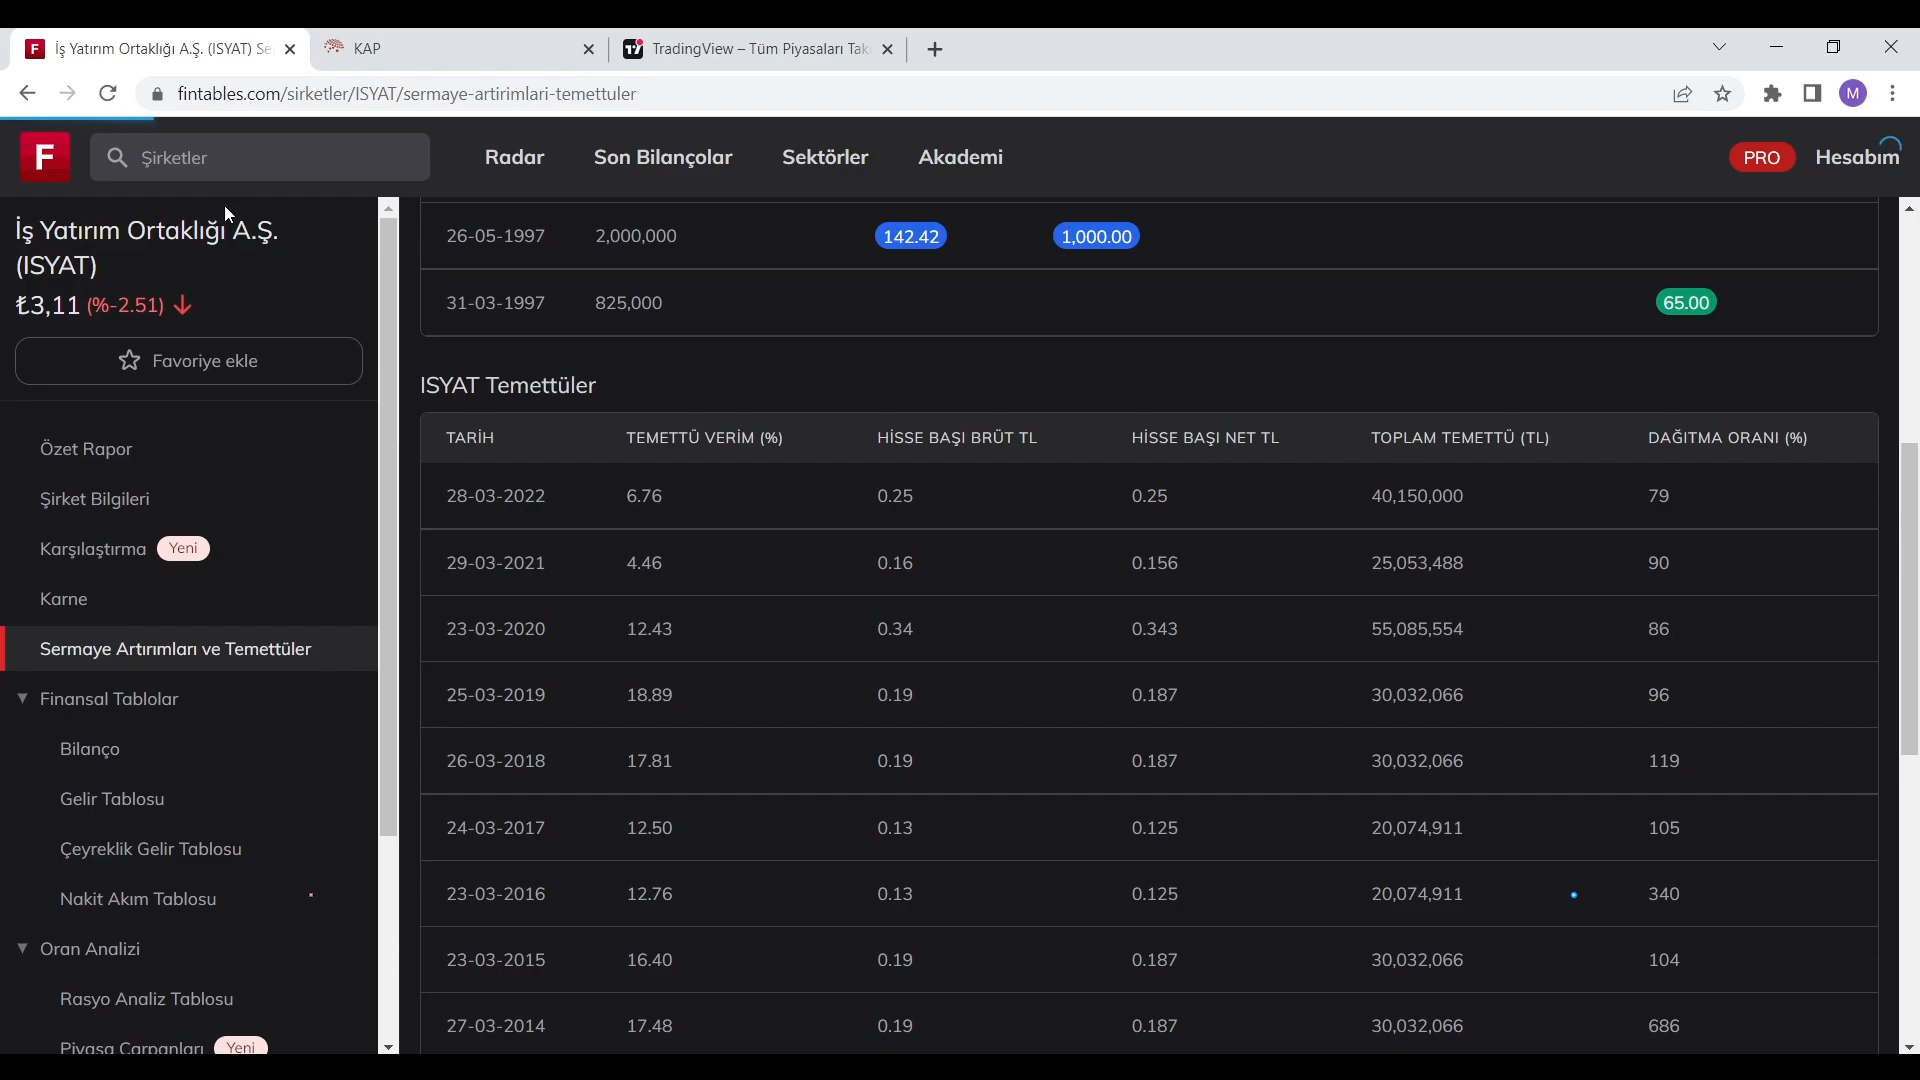 İş Yatırım Ortaklığı A.Ş. (ISYAT) Se
KAP
TradingView – Tüm Piyasaları Tak
fintables.com/sirketler/ISYAT/sermaye-artirimlari-temettuler
M
F
Şirketler
Radar
Son Bilançolar
Sektörler
Akademi
PRO
Hesabım
İş Yatırım Ortaklığı A.Ş.
(ISYAT)
₺3,11 (%-2.51)
Favoriye ekle
Özet Rapor
Şirket Bilgileri
Karşılaştırma Yeni
Karne
Sermaye Artırımları ve Temettüler
Finansal Tablolar
Bilanço
Gelir Tablosu
Çeyreklik Gelir Tablosu
Nakit Akım Tablosu
Oran Analizi
Rasyo Analiz Tablosu
Piyasa Çarpanları Yeni
26-05-1997 2,000,000 142.42 1,000.00
31-03-1997 825,000 65.00
ISYAT Temettüler
TARİH TEMETTÜ VERİM (%) HİSSE BAŞI BRÜT TL HİSSE BAŞI NET TL TOPLAM TEMETTÜ (TL) DAĞITMA ORANI (%)
28-03-2022 6.76 0.25 0.25 40,150,000 79
29-03-2021 4.46 0.16 0.156 25,053,488 90
23-03-2020 12.43 0.34 0.343 55,085,554 86
25-03-2019 18.89 0.19 0.187 30,032,066 96
26-03-2018 17.81 0.19 0.187 30,032,066 119
24-03-2017 12.50 0.13 0.125 20,074,911 105
23-03-2016 12.76 0.13 0.125 20,074,911 340
23-03-2015 16.40 0.19 0.187 30,032,066 104
27-03-2014 17.48 0.19 0.187 30,032,066 686